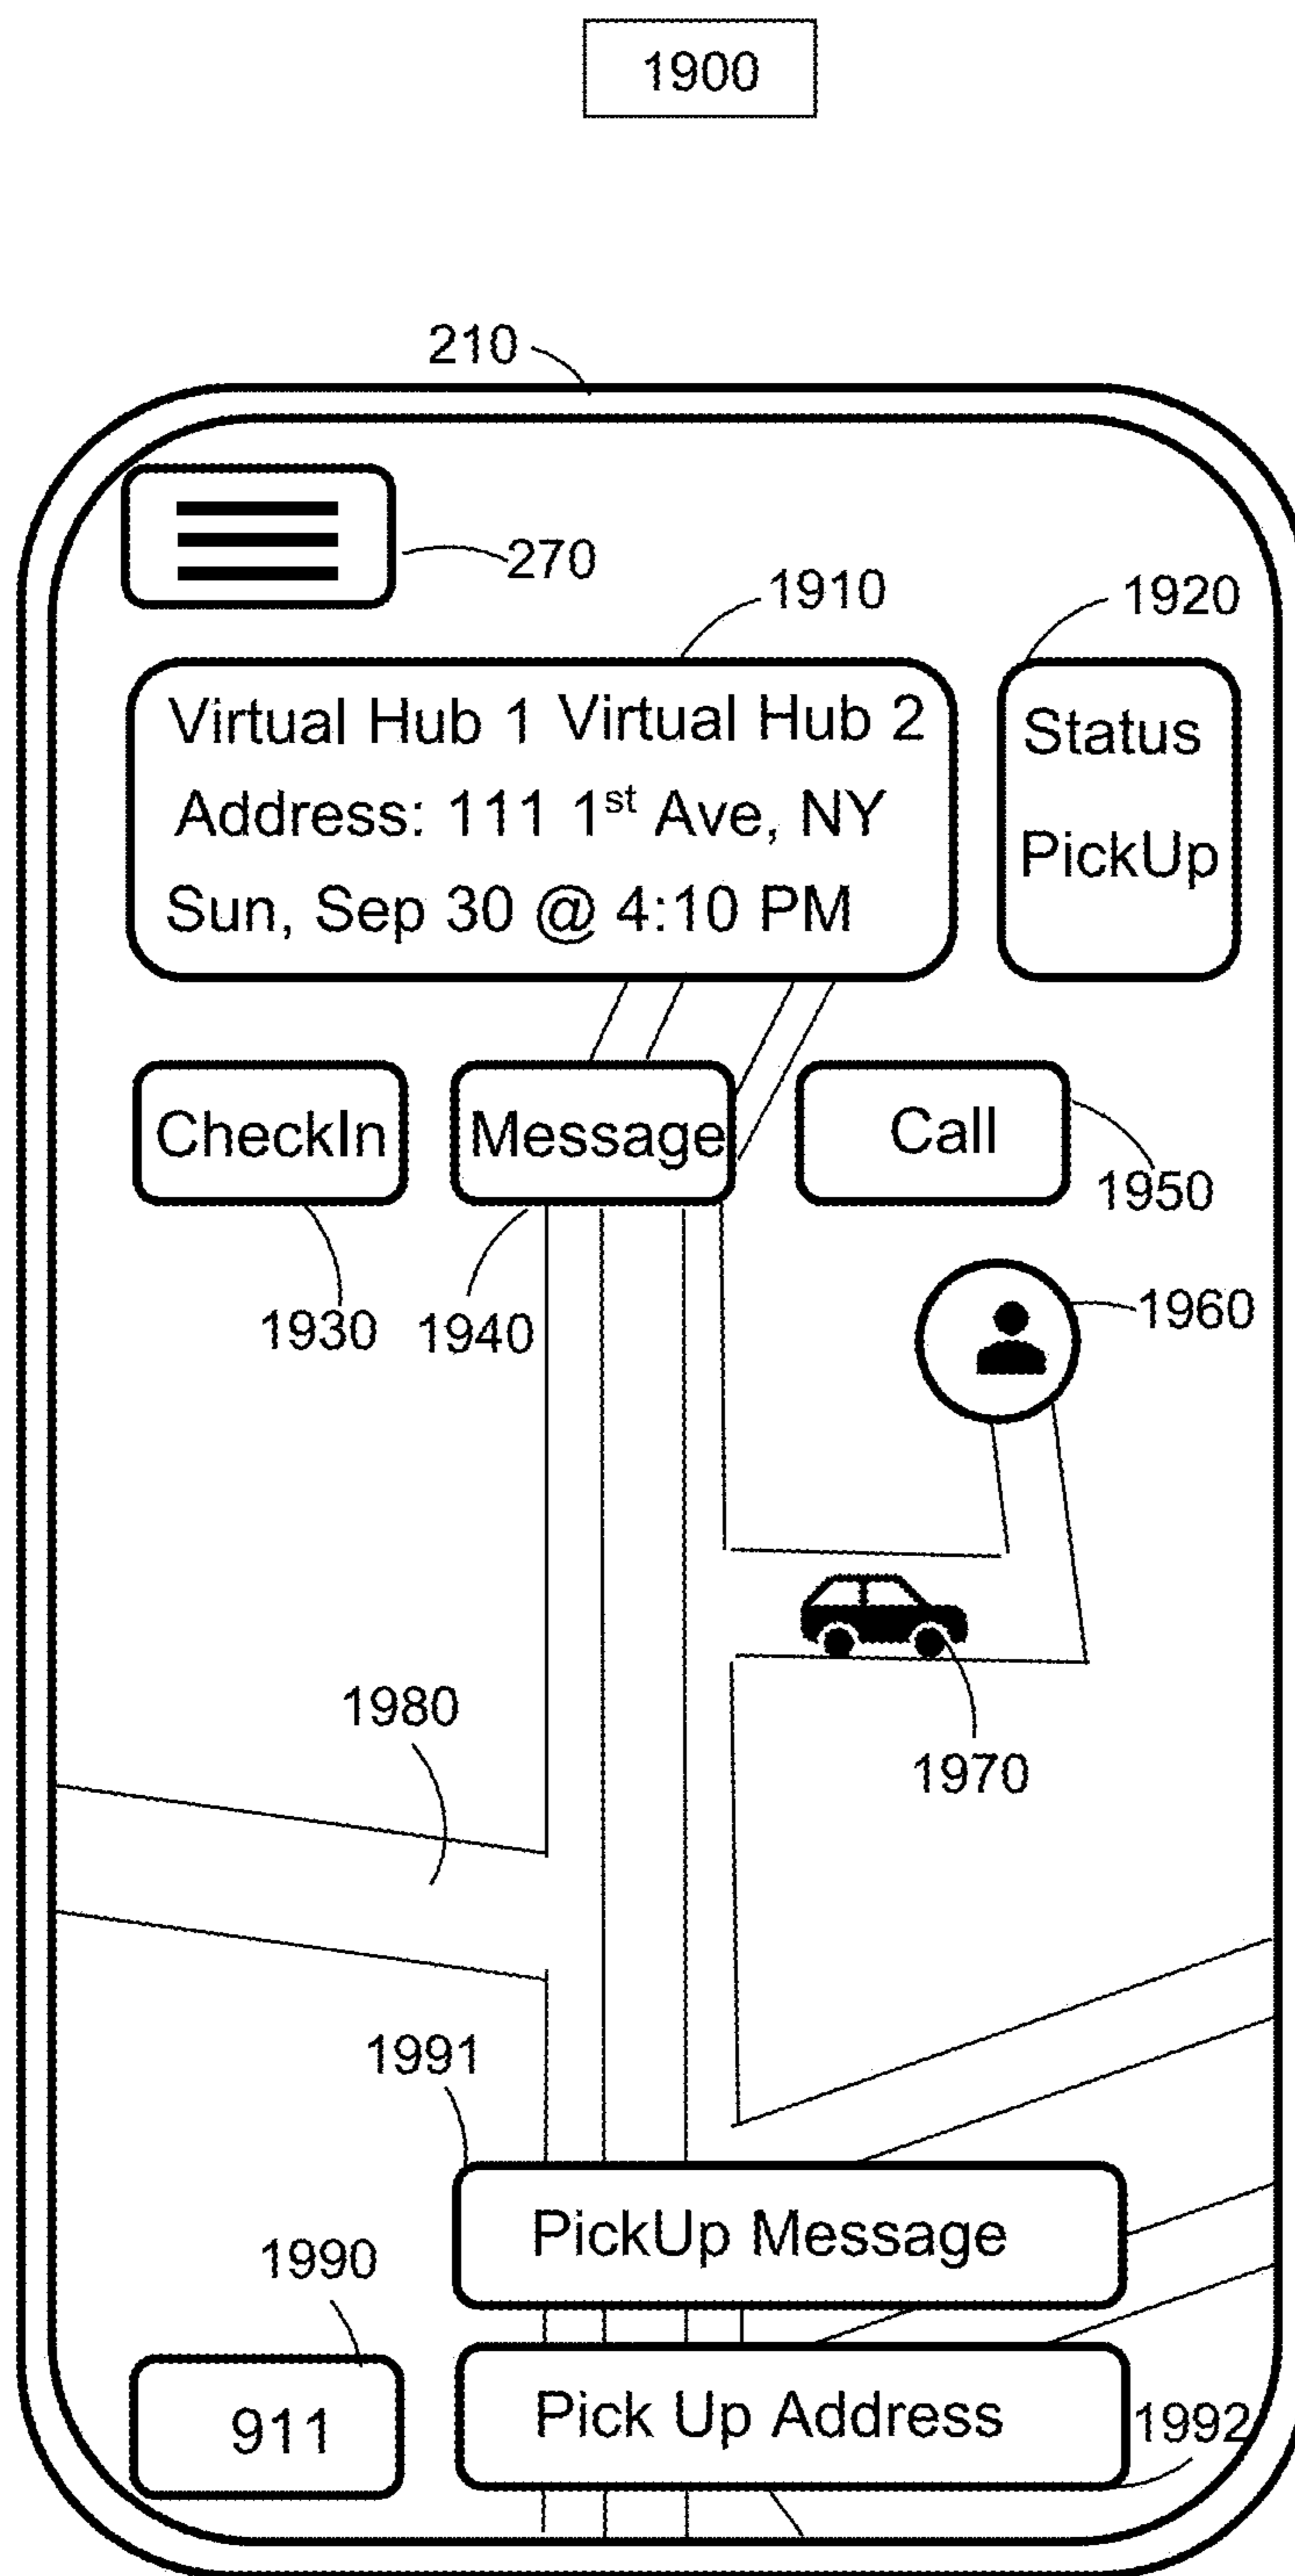 1900
210
270
1910
1920
Virtual Hub 1 Virtual Hub 2
Address: 111 1st Ave, NY
Sun, Sep 30 @ 4:10 PM
Status
PickUp
CheckIn
Message
Call
1950
1930
1940
1960
1980
1970
1991
PickUp Message
1990
911
Pick Up Address
1992